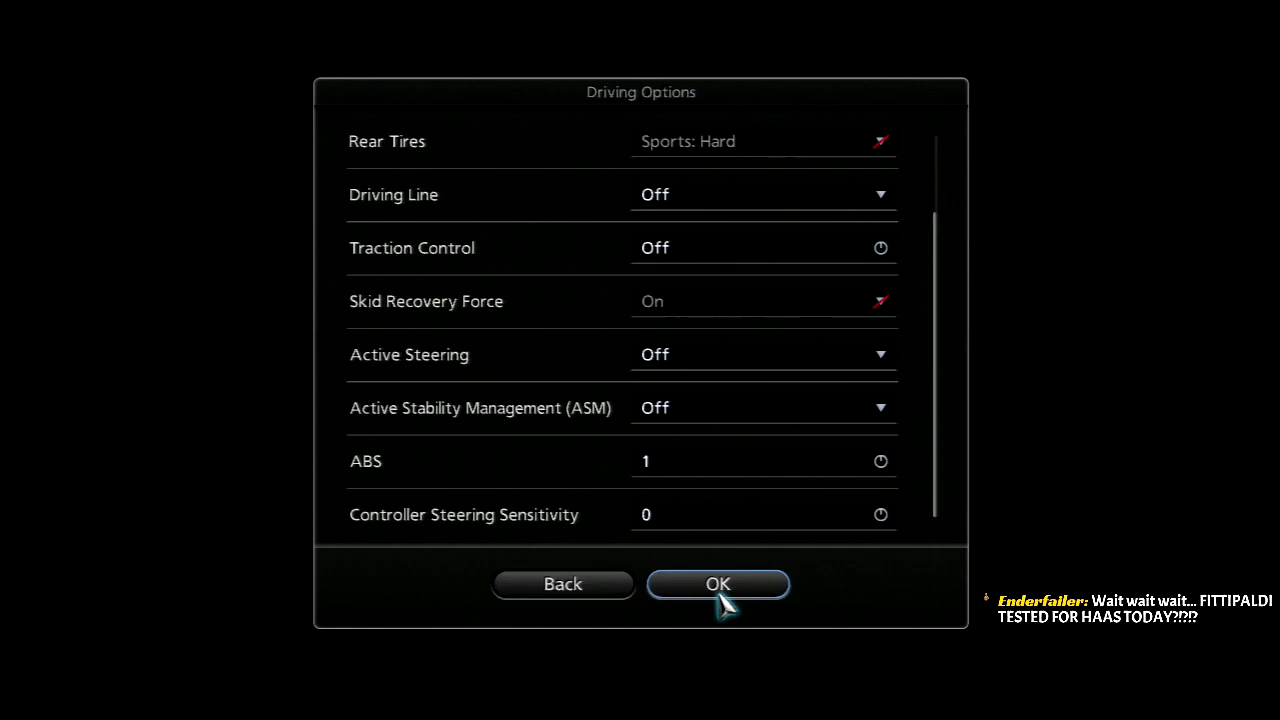 Driving Options
Rear Tires Sports: Hard
Driving Line Off
Traction Control Off
Skid Recovery Force On
Active Steering Off
Active Stability Management (ASM) Off
ABS 1
Controller Steering Sensitivity 0
Back OK
Enderfailer: Wait wait wait... FITTIPALDI
TESTED FOR HAAS TODAY?!?!?